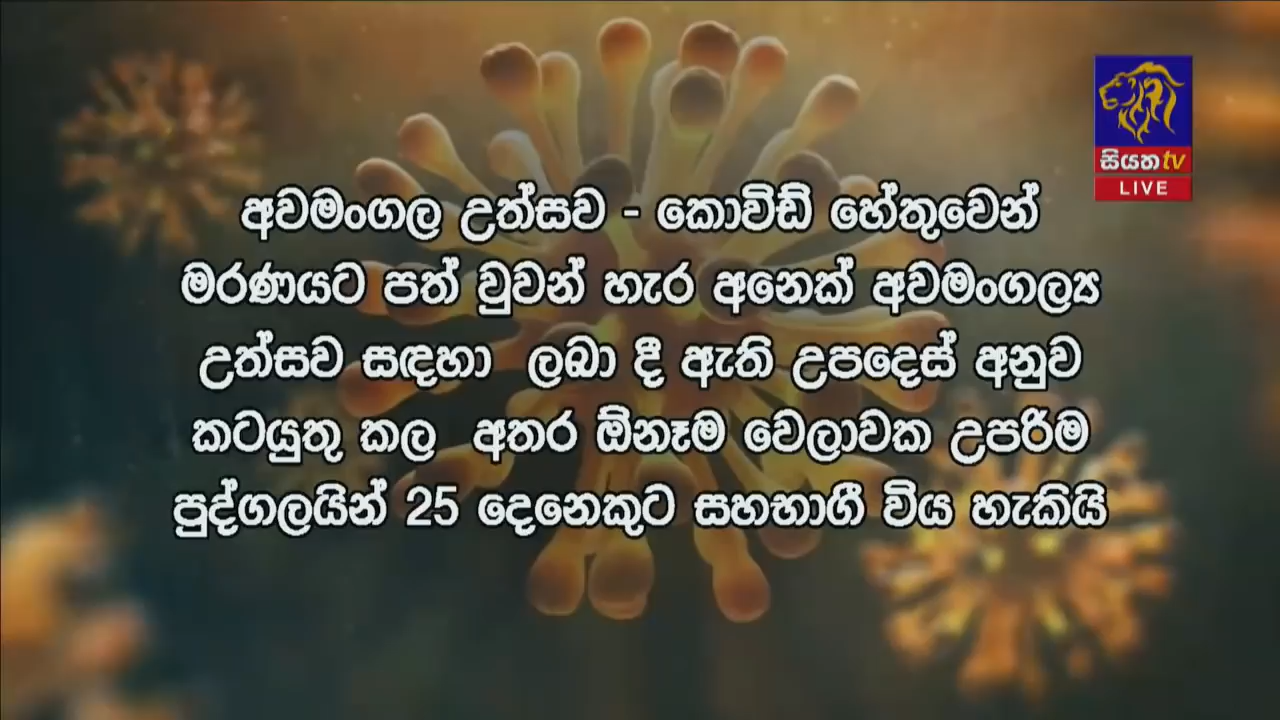 සියත tv
LIVE
අවමංගල උත්සව - කොවිඩ් හේතුවෙන්
මරණයට පත් වුවන් හැර අනෙක් අවමංගල්‍ය
උත්සව සඳහා ලබා දී ඇති උපදෙස් අනුව
කටයුතු කල අතර ඕනෑම වෙලාවක උපරිම
පුද්ගලයින් 25 දෙනෙකුට සහභාගී විය හැකියි